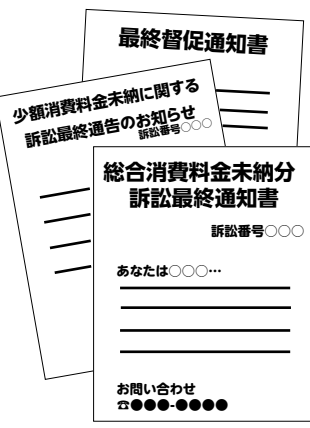 最終督促通知書
少額消費料金未納に関する
訴訟最終通告のお知らせ
訴訟番号○○○
総合消費料金未納分
訴訟最終通知書
訴訟番号○○○
あなたは○○○…
お問い合わせ
☎●●●-●●●●